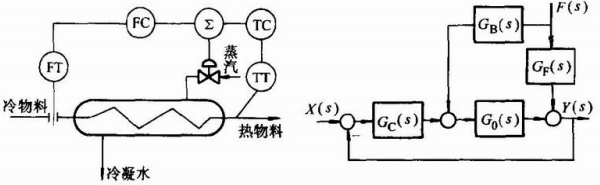 FC
Σ
TC
FT
蒸
汽
TT
冷物料
热物料
冷凝水
F(s)
G_B(s)
G_F(s)
X(s)
G_C(s)
G_0(s)
Y(s)
−